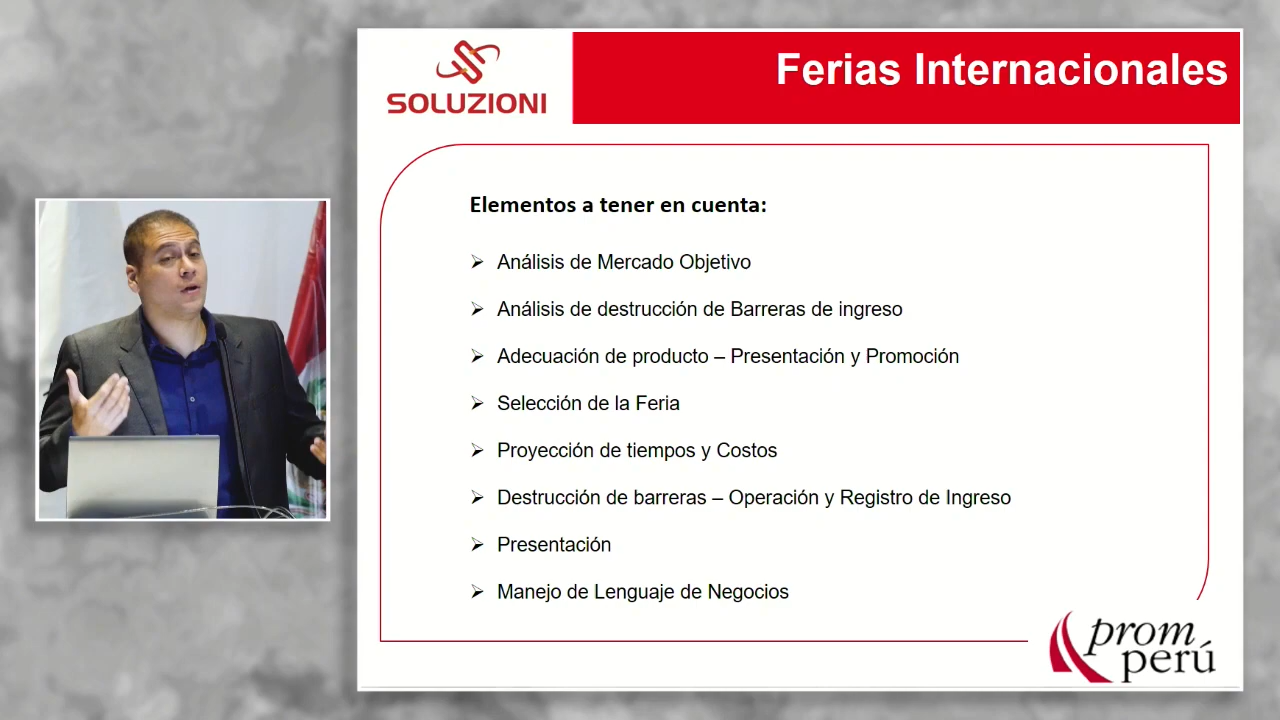 SOLUZIONI
Ferias Internacionales
Elementos a tener en cuenta:
Análisis de Mercado Objetivo
Análisis de destrucción de Barreras de ingreso
Adecuación de producto – Presentación y Promoción
Selección de la Feria
Proyección de tiempos y Costos
Destrucción de barreras – Operación y Registro de Ingreso
Presentación
Manejo de Lenguaje de Negocios
prom
perú